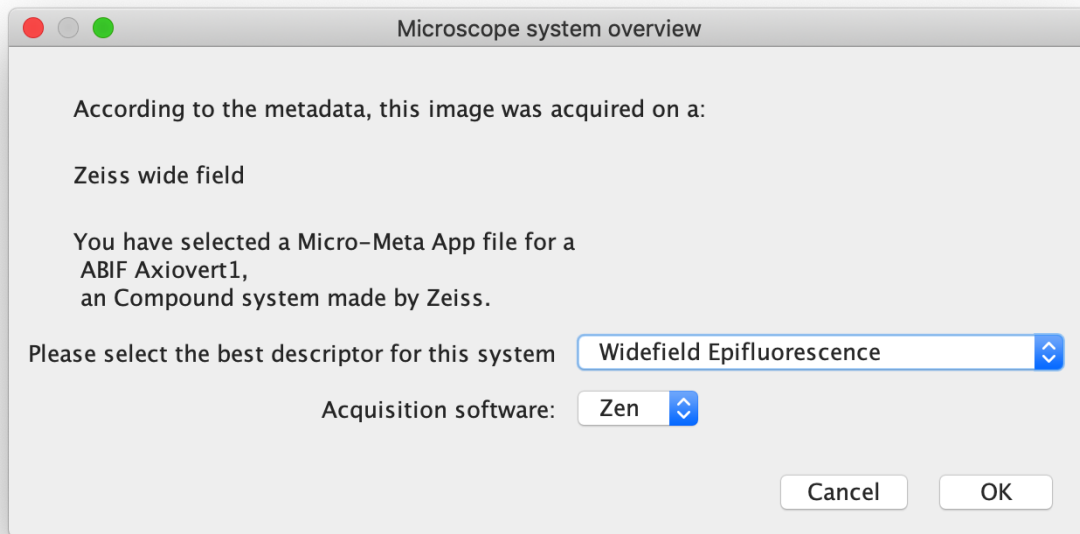 Microscope system overview
According to the metadata, this image was acquired on a:
Zeiss wide field
You have selected a Micro-Meta App file for a
ABIF Axiovert1,
an Compound system made by Zeiss.
Please select the best descriptor for this system Widefield Epifluorescence
Acquisition software: Zen
Cancel OK